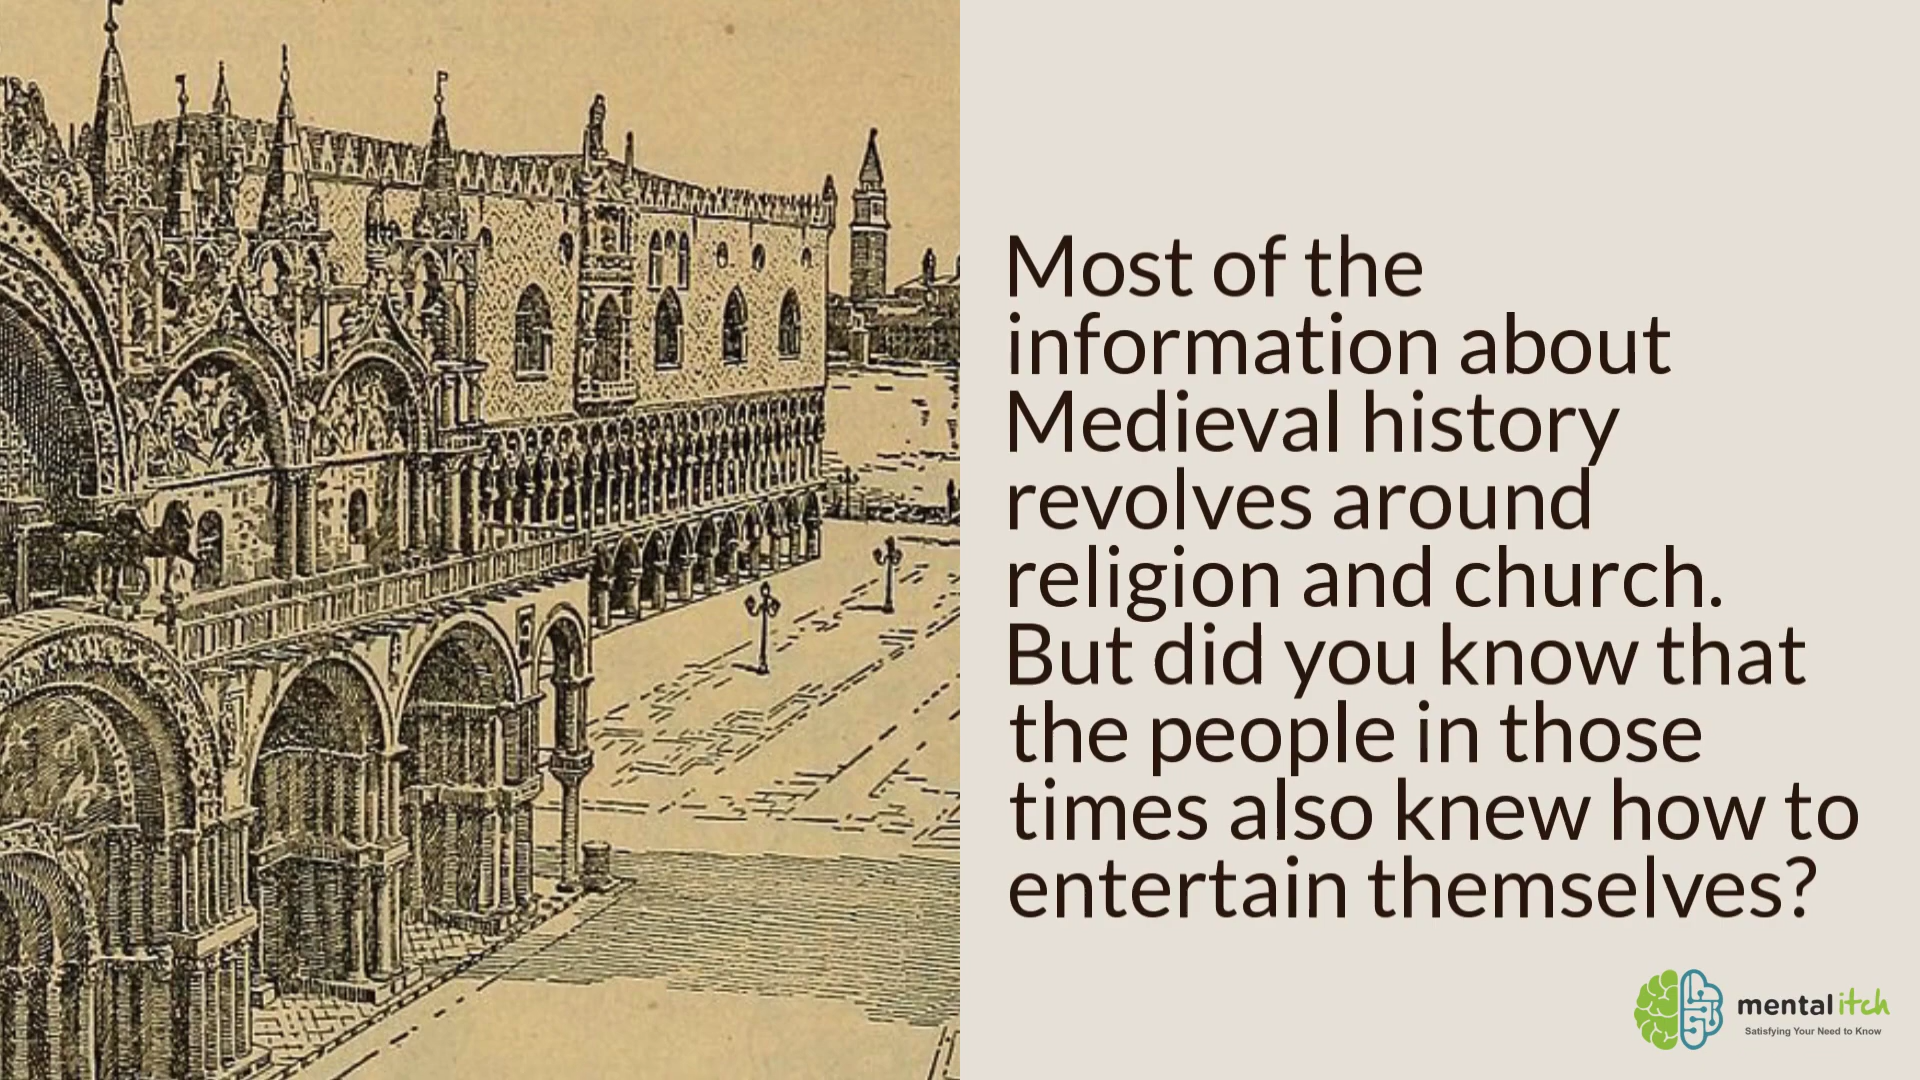 Most of the
information about
Medieval history
revolves around
religion and church.
But did you know that
the people in those
times also knew how to
entertain themselves?
mental itch
Satisfying Your Need to Know